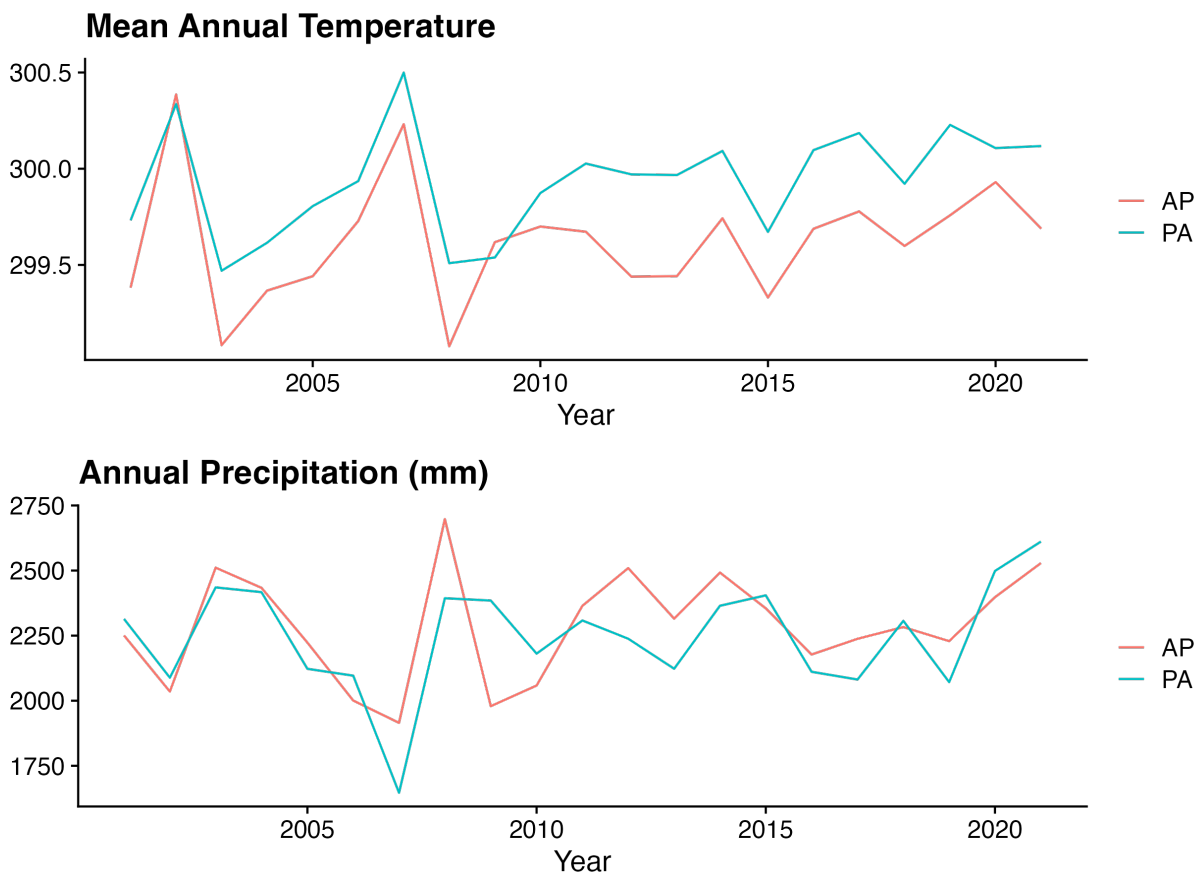 Mean Annual Temperature
300.5
300.0
299.5
2005 2010 2015 2020
Year
AP
PA
Annual Precipitation (mm)
2750
2500
2250
2000
1750
2005 2010 2015 2020
Year
AP
PA